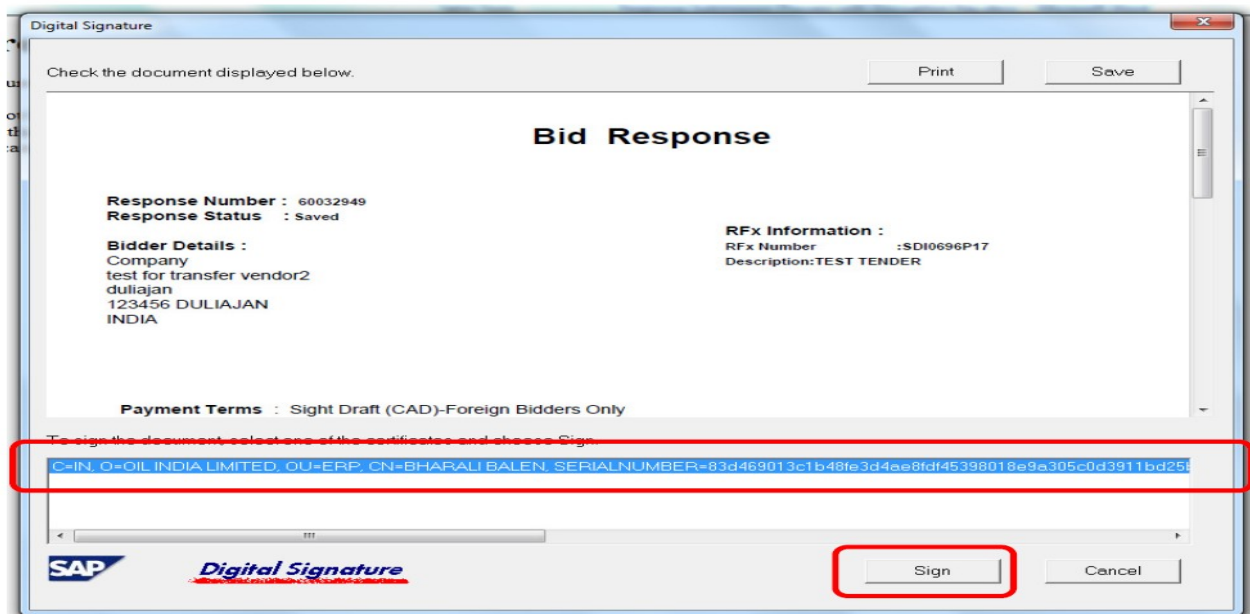 Digital Signature
Check the document displayed below.
Print
Save
Bid Response
Response Number : 60032949
Response Status : Saved
Bidder Details :
Company
test for transfer vendor2
duliajan
123456 DULIAJAN
INDIA
RFx Information :
RFx Number :SDI0696P17
Description:TEST TENDER
Payment Terms : Sight Draft (CAD)-Foreign Bidders Only
To sign the document, select one of the certificates and choose Sign.
C=IN, O=OIL INDIA LIMITED, OU=ERP, CN=BHARALI BALEN, SERIALNUMBER=83d469013c1b48fe3d4ae8fdf45398018e9a305c0d3911bd25
SAP
Digital Signature
Sign
Cancel